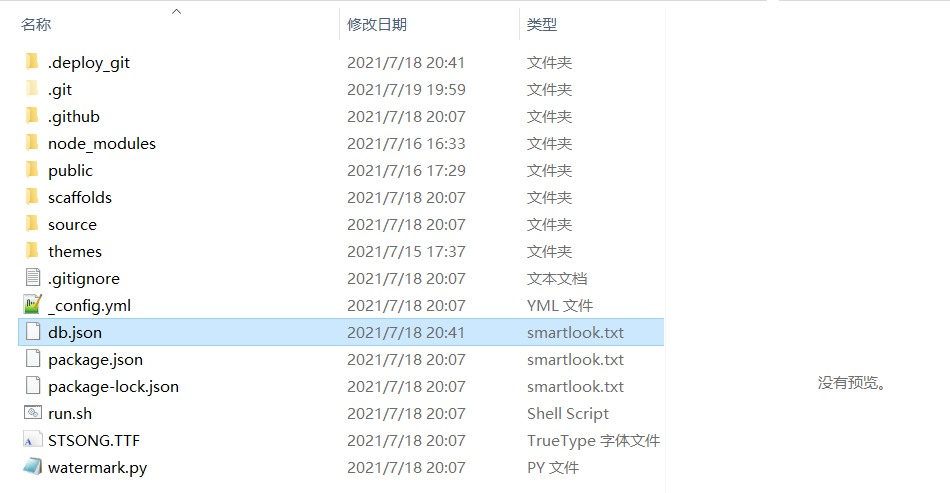 名称 修改日期 类型
.deploy_git 2021/7/18 20:41 文件夹
.git 2021/7/19 19:59 文件夹
.github 2021/7/18 20:07 文件夹
node_modules 2021/7/16 16:33 文件夹
public 2021/7/16 17:29 文件夹
scaffolds 2021/7/18 20:07 文件夹
source 2021/7/18 20:07 文件夹
themes 2021/7/15 17:37 文件夹
.gitignore 2021/7/18 20:07 文本文档
_config.yml 2021/7/18 20:07 YML 文件
db.json 2021/7/18 20:41 smartlook.txt
package.json 2021/7/18 20:07 smartlook.txt
package-lock.json 2021/7/18 20:07 smartlook.txt
没有预览。
run.sh 2021/7/18 20:07 Shell Script
STSONG.TTF 2021/7/18 20:07 TrueType 字体文件
watermark.py 2021/7/18 20:07 PY 文件